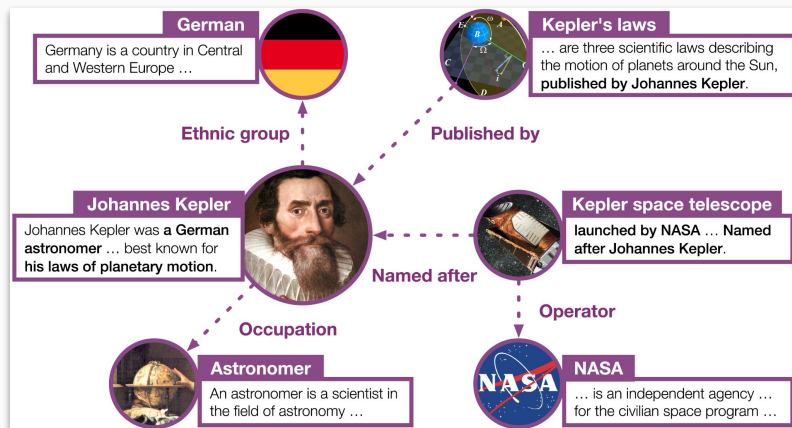 German
Germany is a country in Central
and Western Europe …
Kepler's laws
… are three scientific laws describing
the motion of planets around the Sun,
published by Johannes Kepler.
E
ω
A
B
Ω
C
i
D
Ethnic group
Published by
Johannes Kepler
Johannes Kepler was a German
astronomer … best known for
his laws of planetary motion.
Kepler space telescope
launched by NASA … Named
after Johannes Kepler.
Named after
Occupation
Operator
Astronomer
An astronomer is a scientist in
the field of astronomy …
NASA
NASA
… is an independent agency …
for the civilian space program …